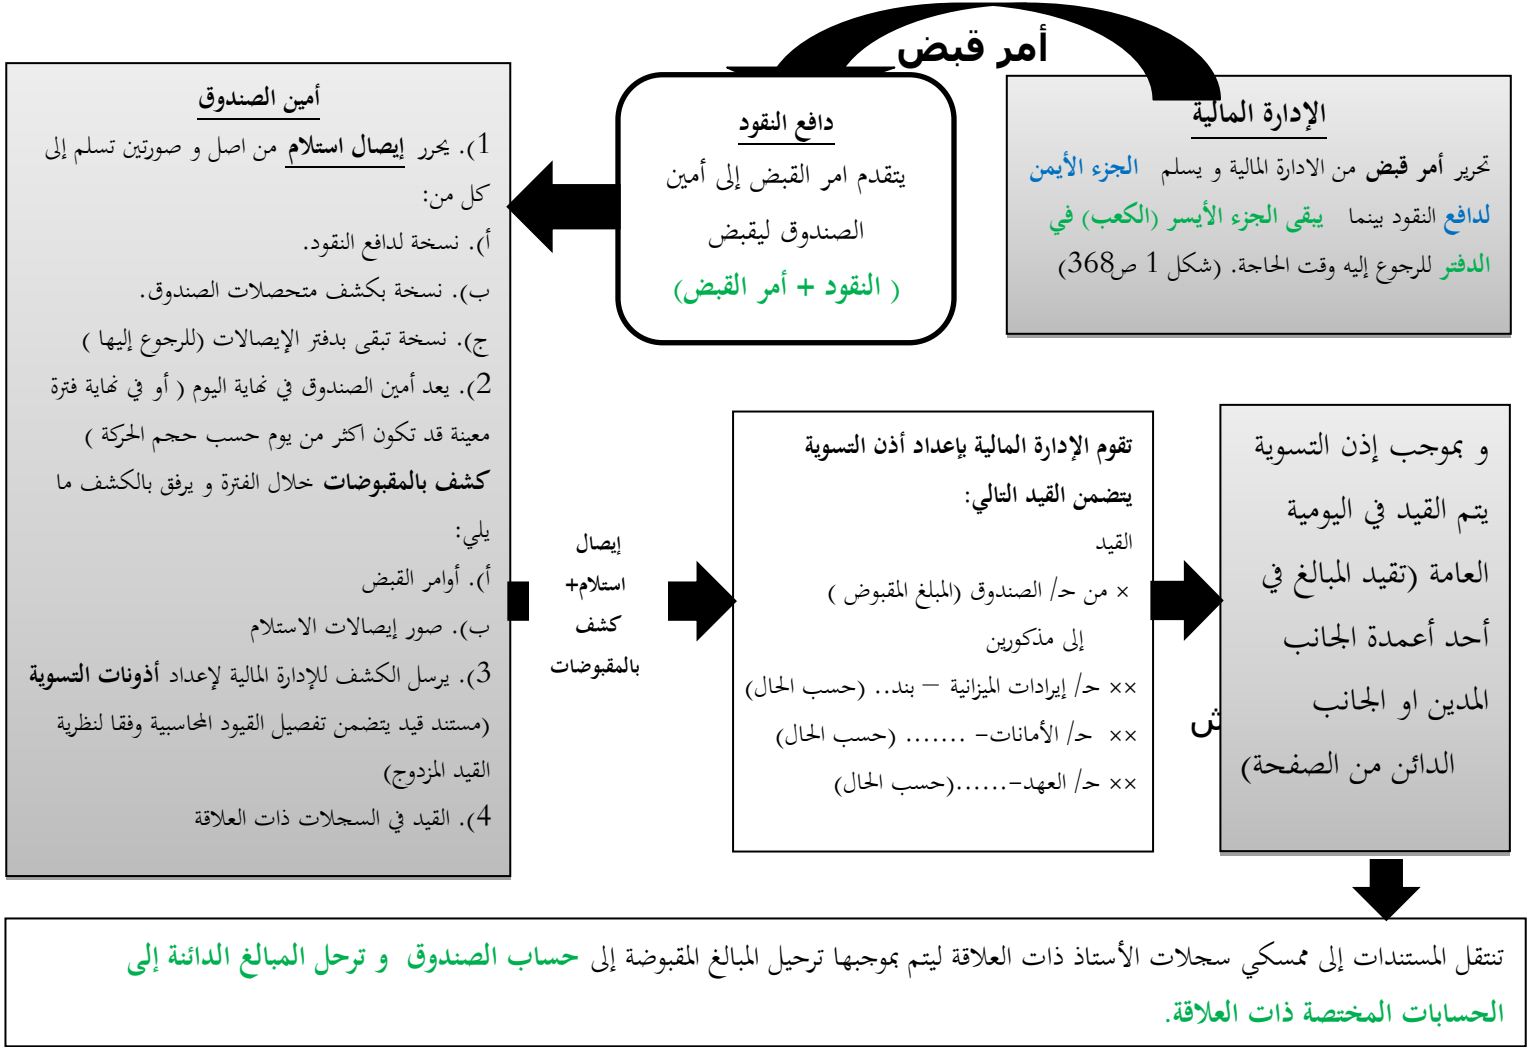 أمر قبض
الإدارة المالية
تحرير أمر قبض من الادارة المالية و يسلم الجزء الأيمن
لدافع النقود بينما يبقى الجزء الأيسر (الكعب) في
الدفتر للرجوع إليه وقت الحاجة. (شكل 1 ص368)
دافع النقود
يتقدم امر القبض إلى أمين
الصندوق ليقبض
( النقود + أمر القبض)
أمين الصندوق
1). يحرر إيصال استلام من اصل و صورتين تسلم إلى
كل من:
أ). نسخة لدافع النقود.
ب). نسخة بكشف متحصلات الصندوق.
ج). نسخة تبقى بدفتر الإيصالات (للرجوع إليها )
2). يعد أمين الصندوق في نهاية اليوم ( أو في نهاية فترة
معينة قد تكون اكثر من يوم حسب حجم الحركة )
كشف بالمقبوضات خلال الفترة و يرفق بالكشف ما
يلي:
أ). أوامر القبض
ب). صور إيصالات الاستلام
3). يرسل الكشف للإدارة المالية لإعداد أذونات التسوية
(مستند قيد يتضمن تفصيل القيود المحاسبية وفقا لنظرية
القيد المزدوج)
4). القيد في السجلات ذات العلاقة
إيصال
استلام+
كشف
بالمقبوضات
تقوم الإدارة المالية بإعداد أذن التسوية
يتضمن القيد التالي:
القيد
× من حـ/ الصندوق (المبلغ المقبوض )
إلى مذكورين
×× حـ/ إيرادات الميزانية – بند.. (حسب الحال)
×× حـ/ الأمانات- ....... (حسب الحال)
×× حـ/ العهد-......(حسب الحال)
و بموجب إذن التسوية
يتم القيد في اليومية
العامة (تقيد المبالغ في
أحد أعمدة الجانب
المدين او الجانب
الدائن من الصفحة)
تنتقل المستندات إلى ممسكي سجلات الأستاذ ذات العلاقة ليتم بموجبها ترحيل المبالغ المقبوضة إلى حساب الصندوق و ترحل المبالغ الدائنة إلى
الحسابات المختصة ذات العلاقة.